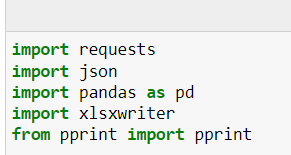 import requests
import json
import pandas as pd
import xlsxwriter
from pprint import pprint